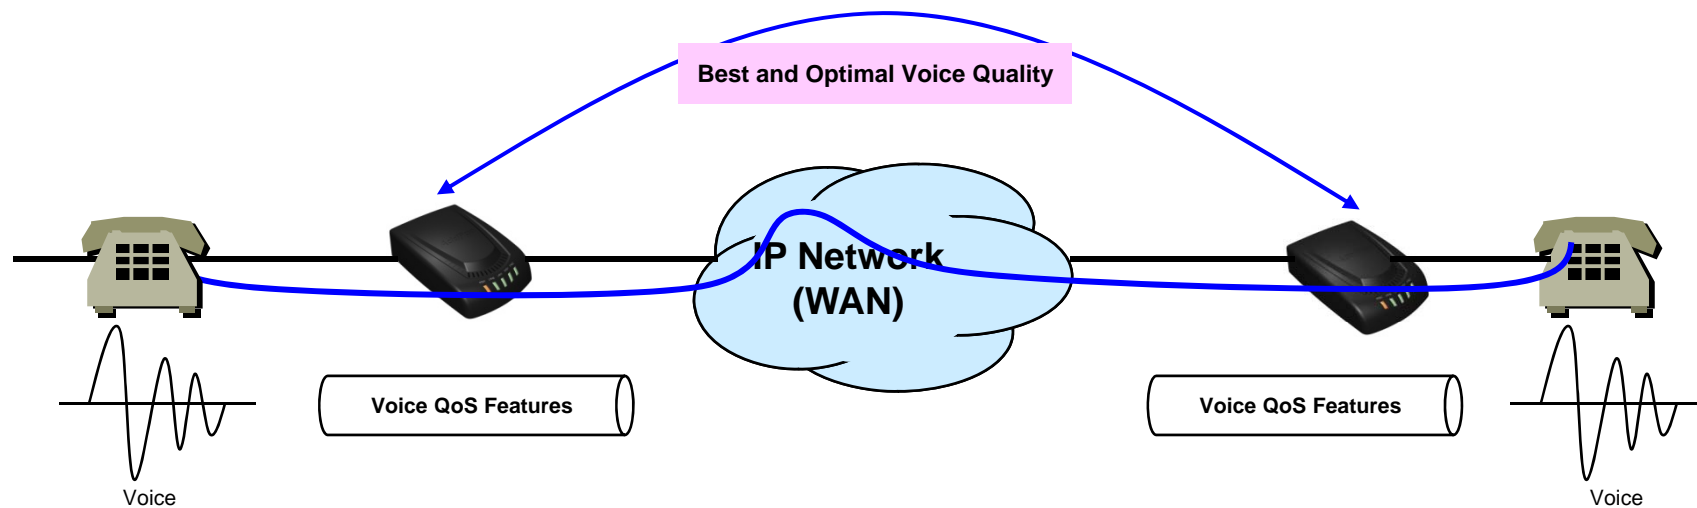 Best and Optimal Voice Quality
IP Network
(WAN)
Voice QoS Features
Voice QoS Features
Voice
Voice